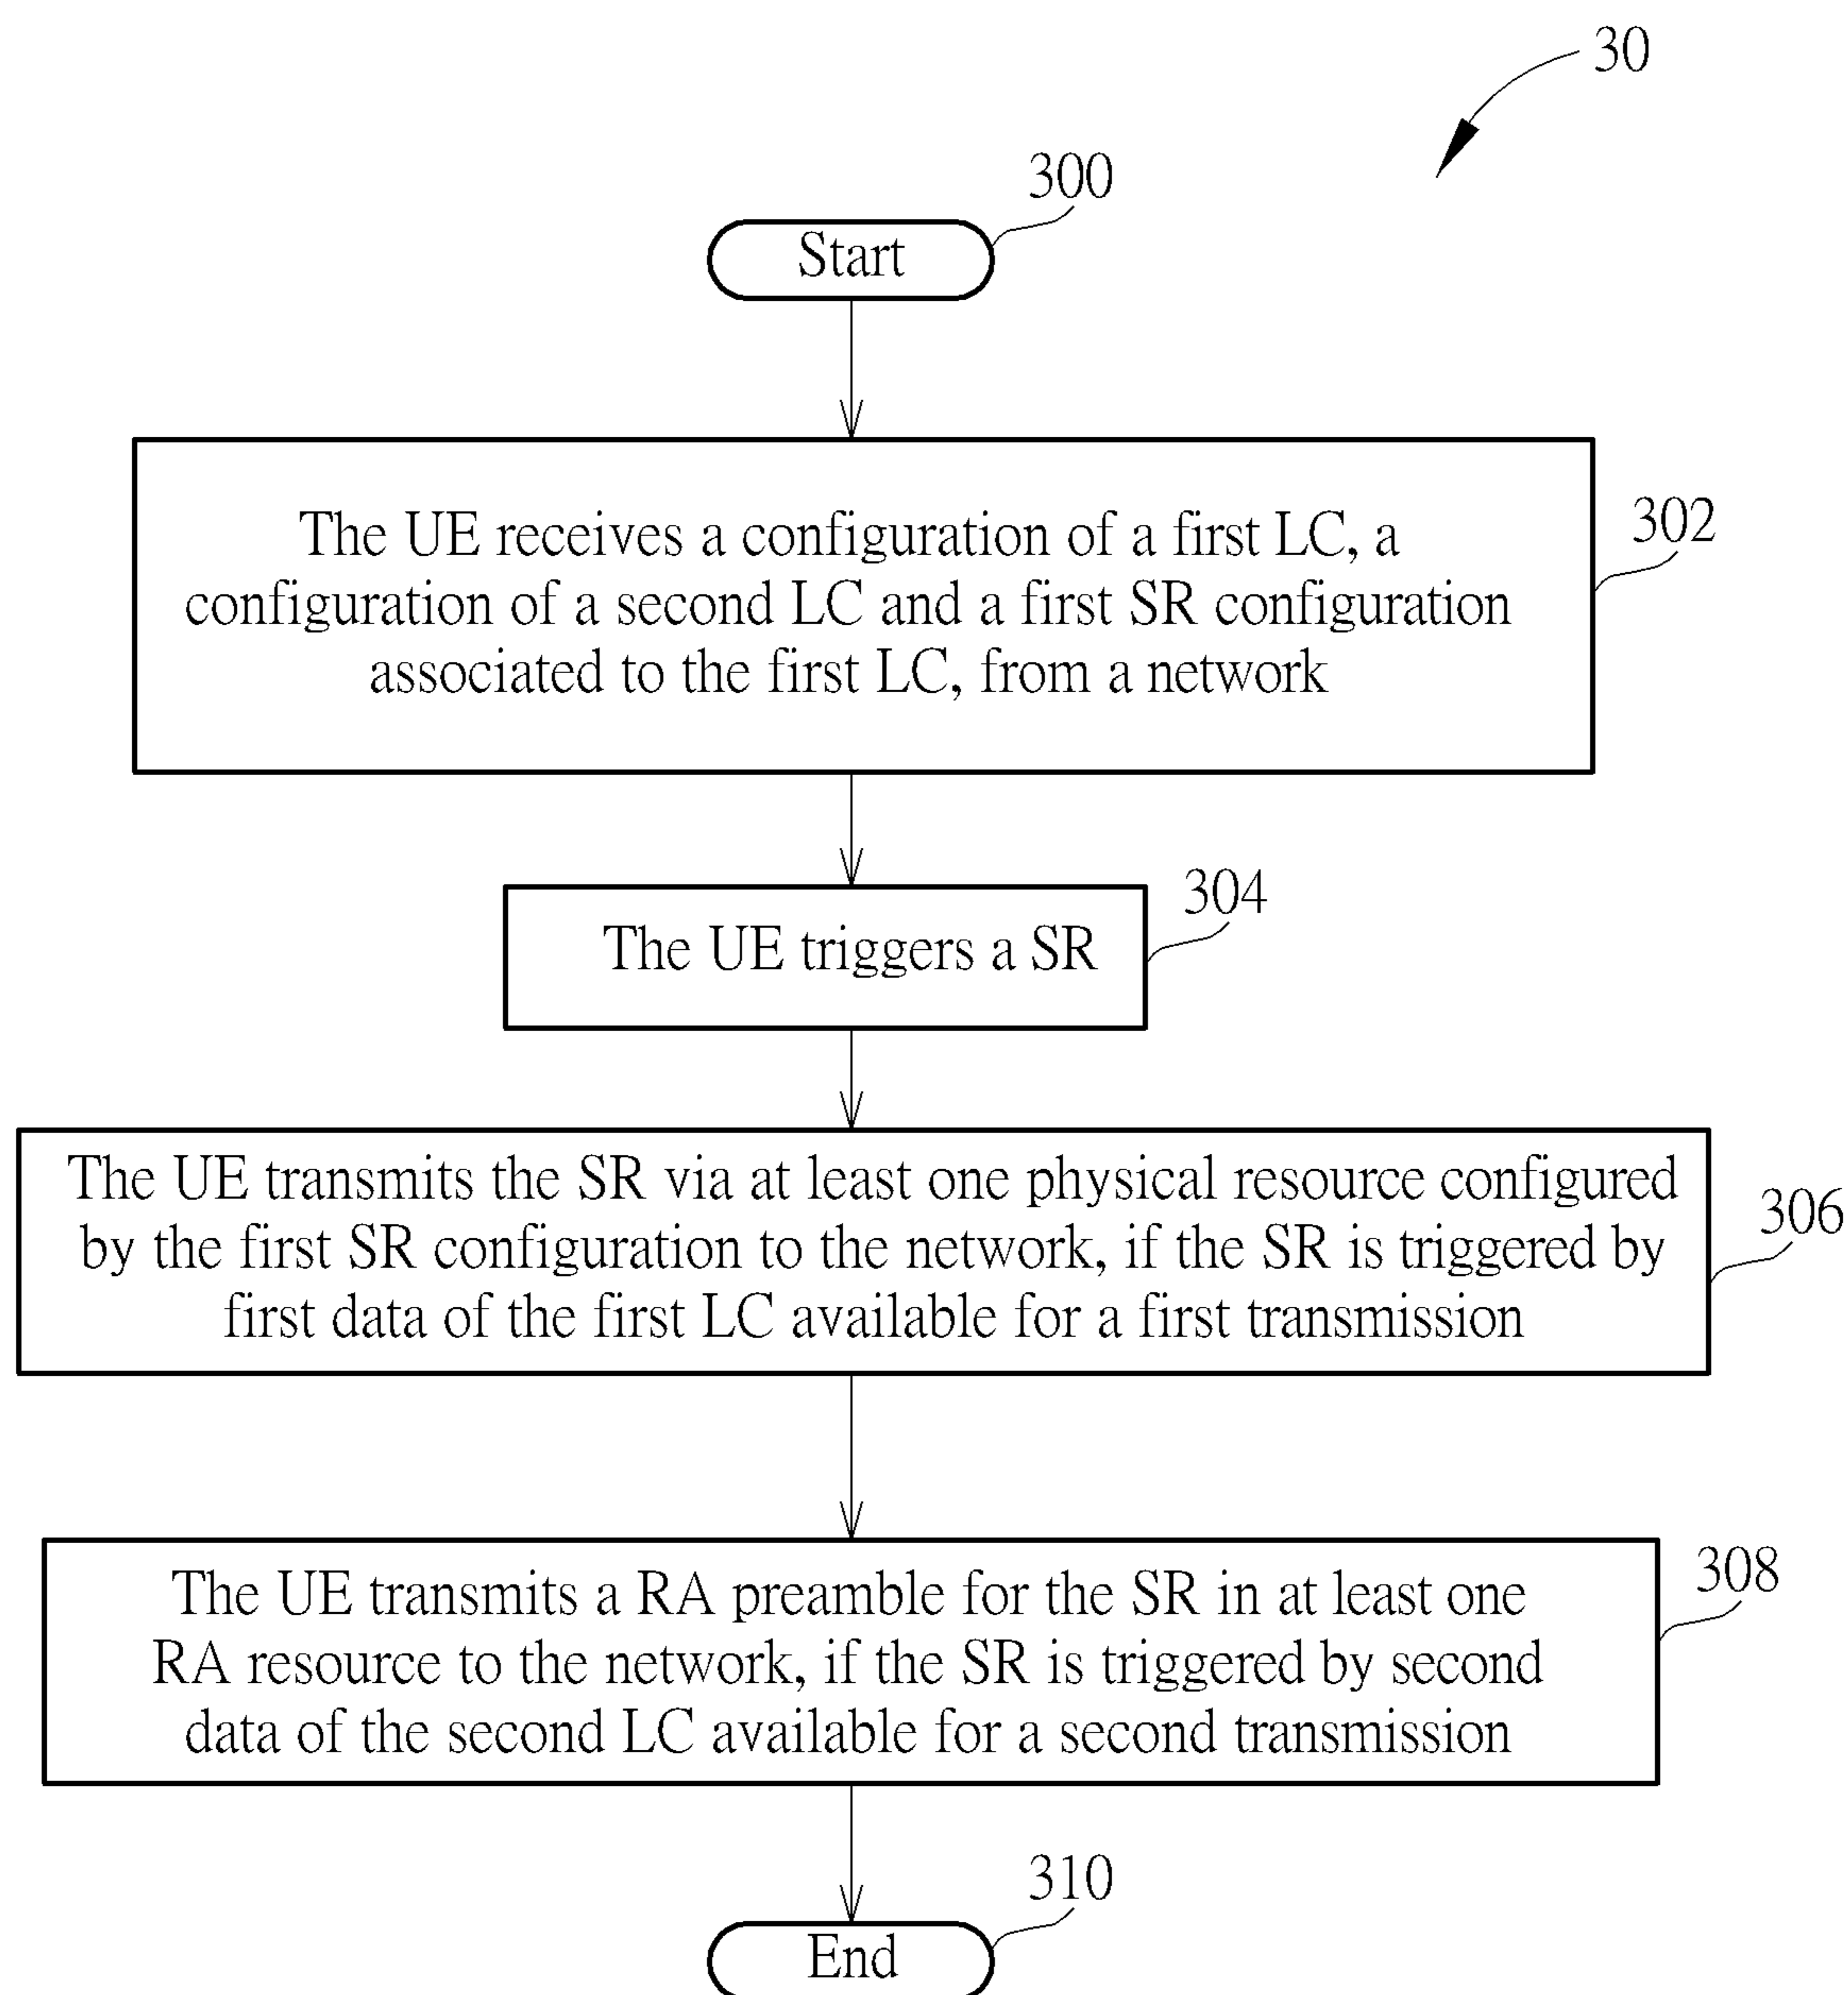 30
300
Start
The UE receives a configuration of a first LC, a
configuration of a second LC and a first SR configuration
associated to the first LC, from a network
302
The UE triggers a SR
304
The UE transmits the SR via at least one physical resource configured
by the first SR configuration to the network, if the SR is triggered by
first data of the first LC available for a first transmission
306
The UE transmits a RA preamble for the SR in at least one
RA resource to the network, if the SR is triggered by second
data of the second LC available for a second transmission
308
310
End